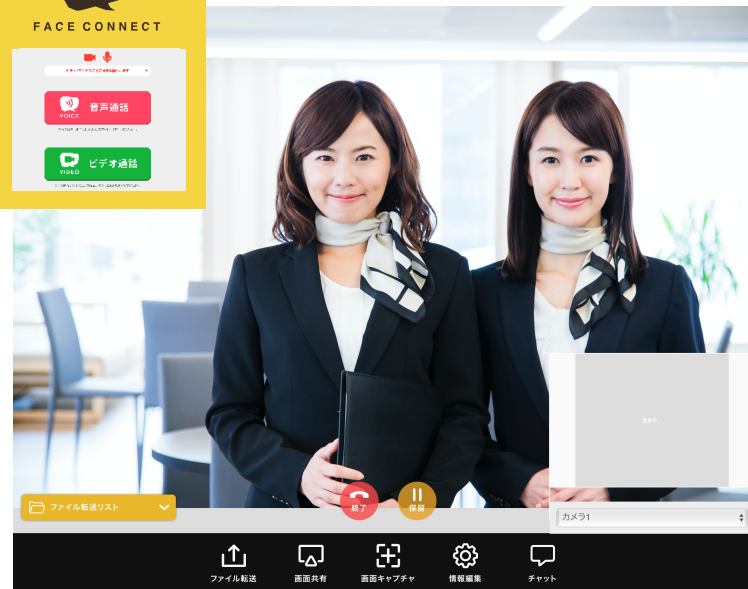 FACE CONNECT
VOICE
音声通話
VIDEO
ビデオ通話
ファイル転送リスト
終了
保留
カメラ1
ファイル転送
画面共有
画面キャプチャ
情報編集
チャット